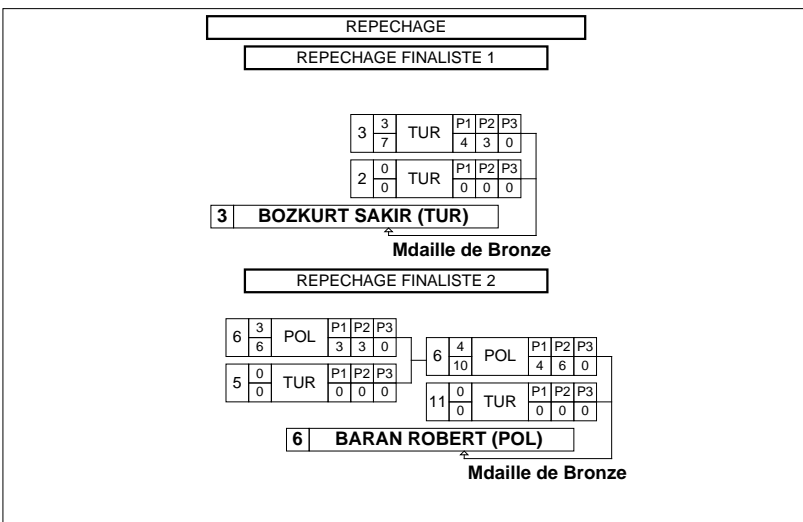 REPECHAGE
REPECHAGE FINALISTE 1
3 3 TUR P1 P2 P3
7 4 3 0
2 0 TUR P1 P2 P3
0 0 0 0
3 BOZKURT SAKIR (TUR)
Mdaille de Bronze
REPECHAGE FINALISTE 2
6 3 POL P1 P2 P3
6 3 3 0
5 0 TUR P1 P2 P3
0 0 0 0
6 4 POL P1 P2 P3
10 4 6 0
11 0 TUR P1 P2 P3
0 0 0 0
6 BARAN ROBERT (POL)
Mdaille de Bronze